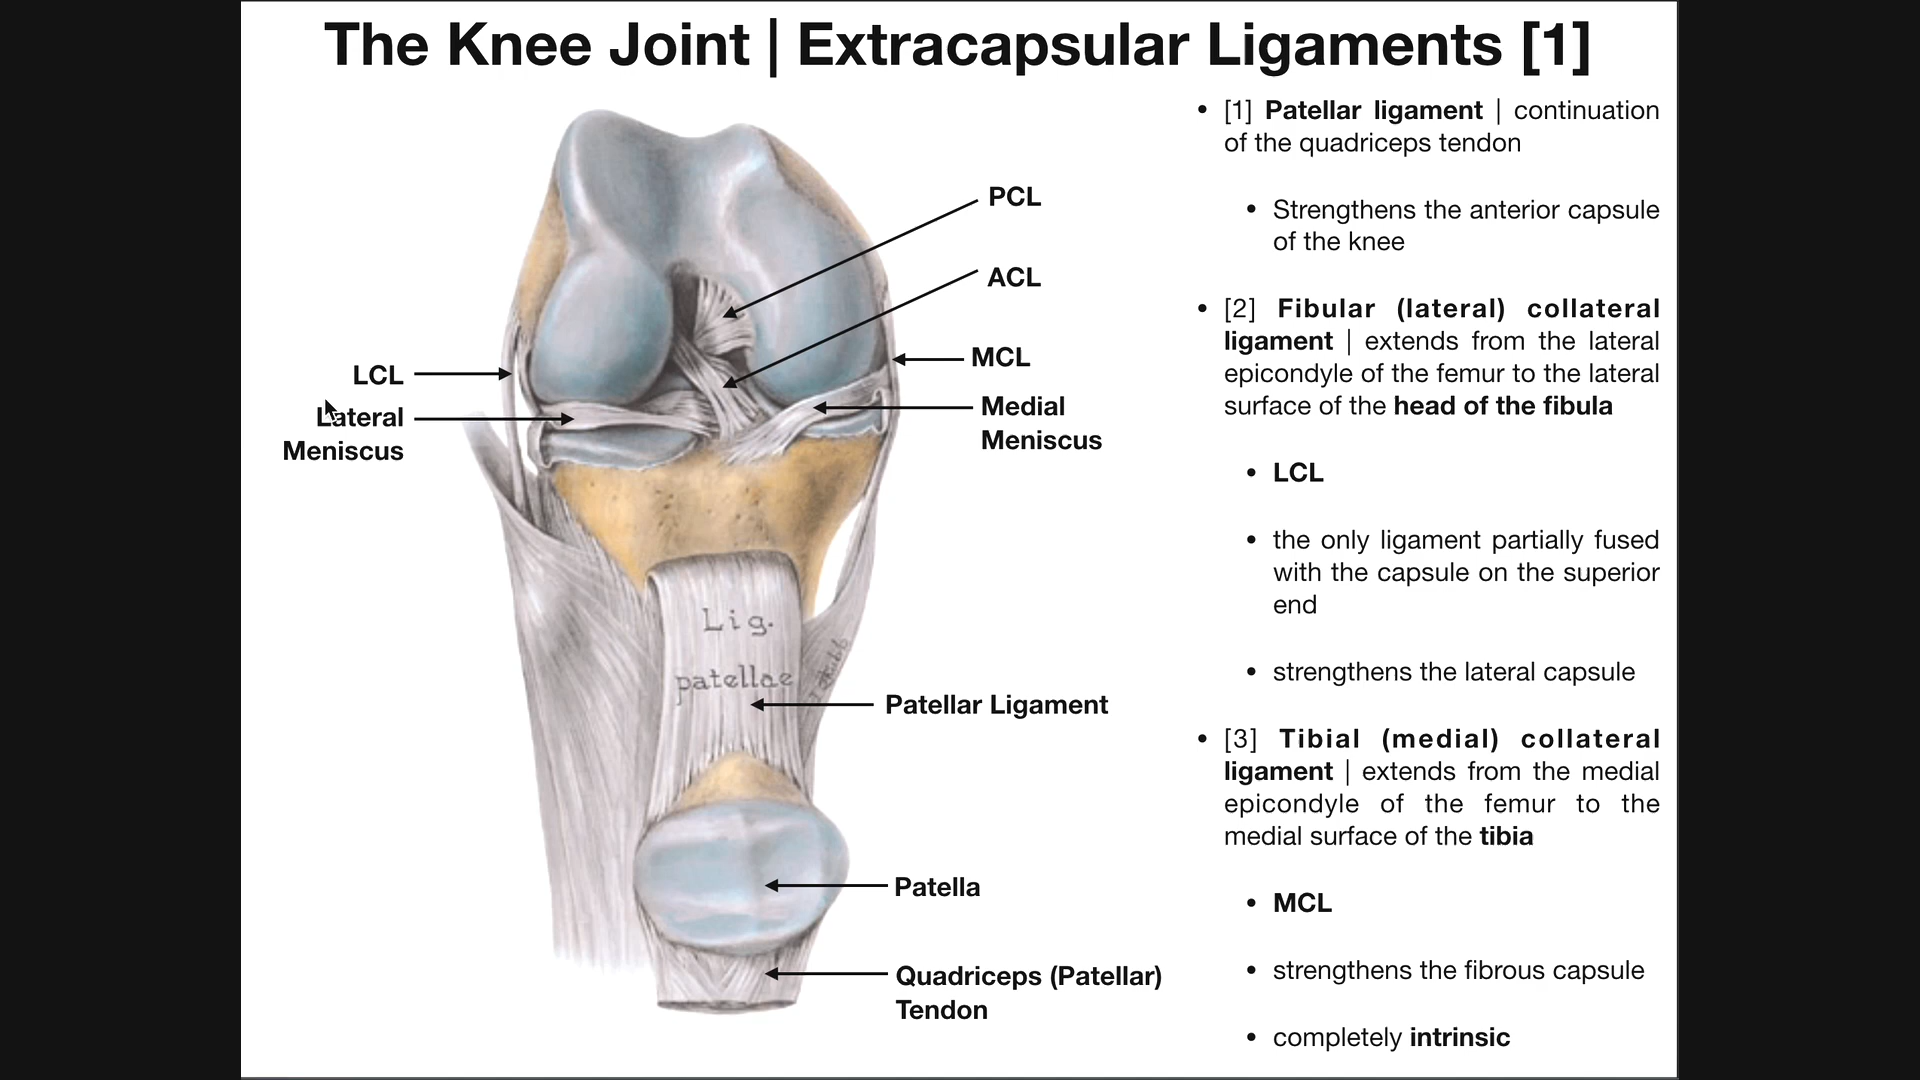 The Knee Joint | Extracapsular Ligaments [1]
PCL
ACL
MCL
Medial
Meniscus
LCL
Lateral
Meniscus
Lig.
patellae
Patellar Ligament
Patella
Quadriceps (Patellar)
Tendon
• [1] Patellar ligament | continuation
of the quadriceps tendon
• Strengthens the anterior capsule
of the knee
• [2] Fibular (lateral) collateral
ligament | extends from the lateral
epicondyle of the femur to the lateral
surface of the head of the fibula
• LCL
• the only ligament partially fused
with the capsule on the superior
end
• strengthens the lateral capsule
• [3] Tibial (medial) collateral
ligament | extends from the medial
epicondyle of the femur to the
medial surface of the tibia
• MCL
• strengthens the fibrous capsule
• completely intrinsic